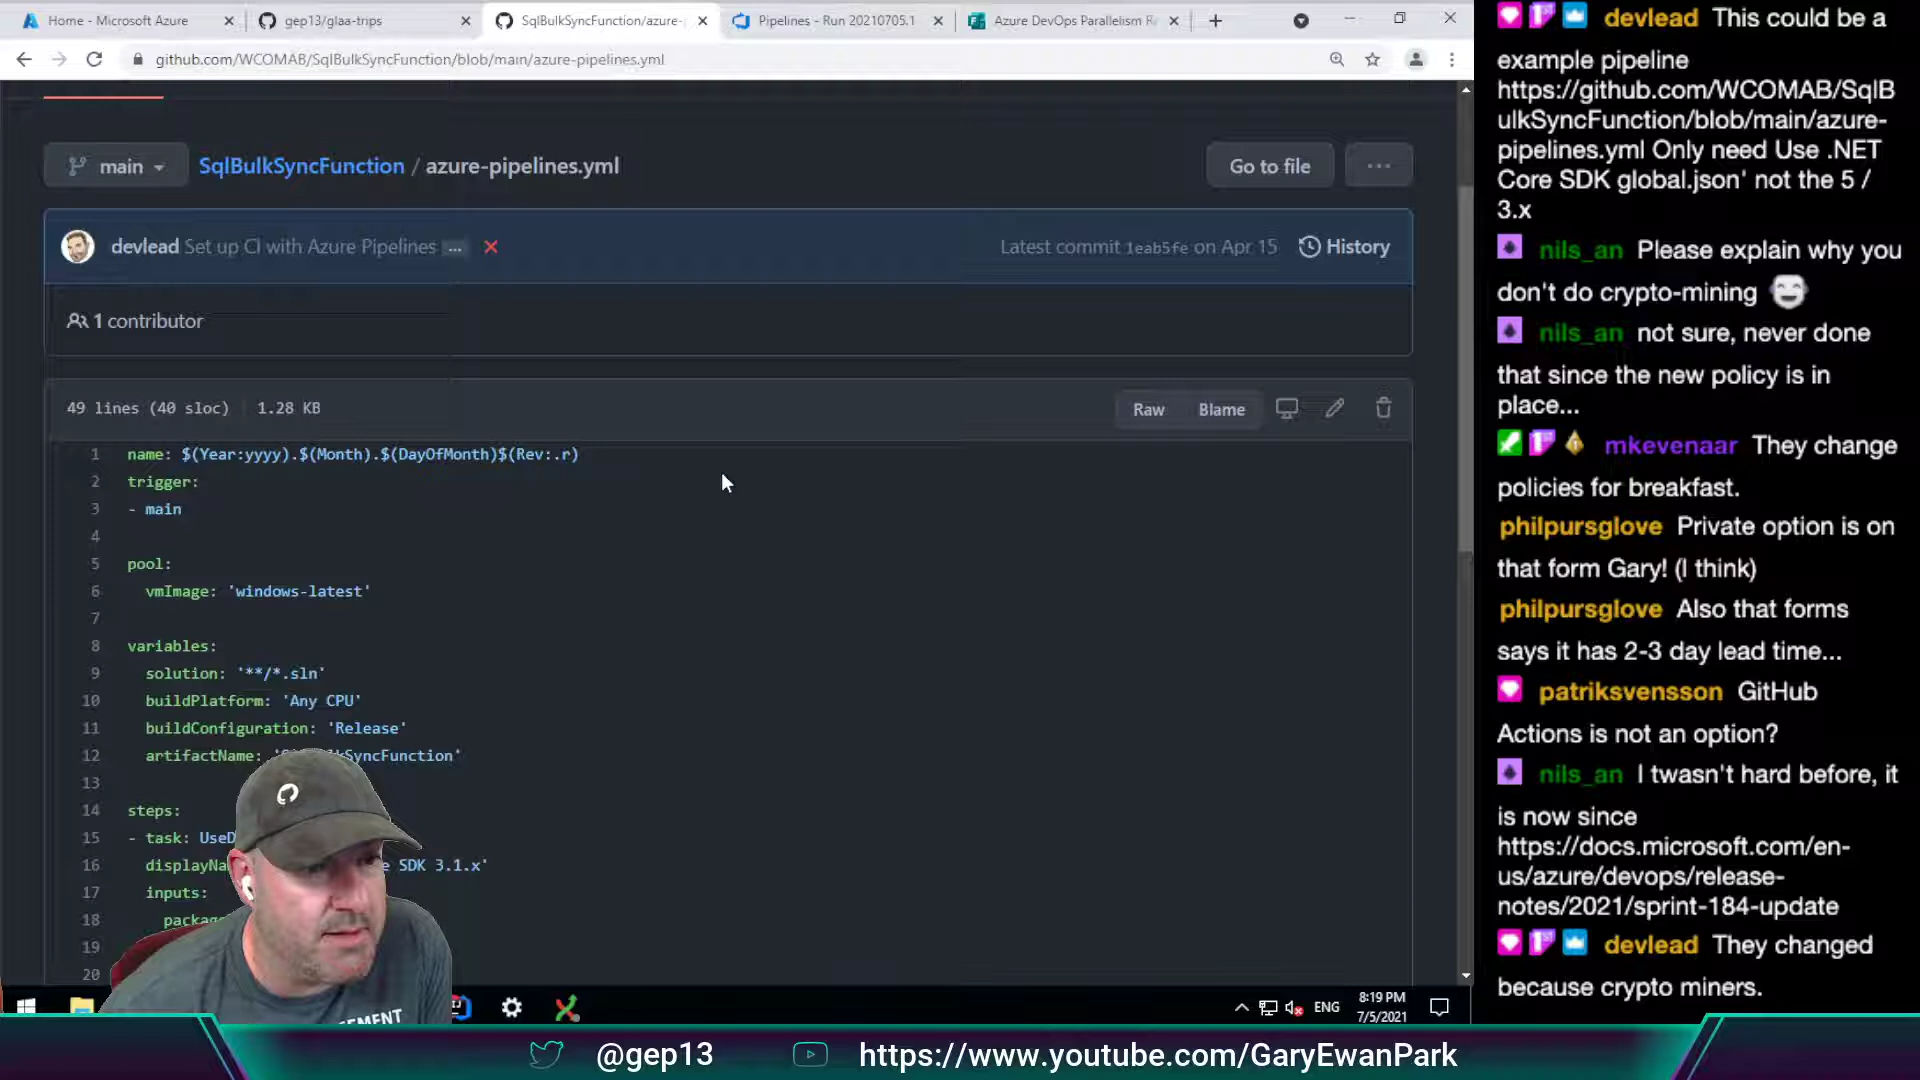 Home - Microsoft Azure
gep13/glaa-trips
SqlBulkSyncFunction/azure-
Pipelines - Run 20210705.1
Azure DevOps Parallelism R
github.com/WCOMAB/SqlBulkSyncFunction/blob/main/azure-pipelines.yml
main
SqlBulkSyncFunction / azure-pipelines.yml
Go to file
devlead Set up CI with Azure Pipelines ...
Latest commit 1eab5fe on Apr 15
History
1 contributor
49 lines (40 sloc) 1.28 KB
Raw
Blame
1 name: $(Year:yyyy).$(Month).$(DayOfMonth)$(Rev:.r)
2 trigger:
3 - main
4
5 pool:
6 vmImage: 'windows-latest'
7
8 variables:
9 solution: '**/*.sln'
10 buildPlatform: 'Any CPU'
11 buildConfiguration: 'Release'
12 artifactName: kSyncFunction'
13
14 steps:
15 - task: UseD
16 displayNa e SDK 3.1.x'
17 inputs:
18 package
19
20
ENG
8:19 PM
7/5/2021
devlead This could be a
example pipeline
https://github.com/WCOMAB/SqlB
ulkSyncFunction/blob/main/azure-
pipelines.yml Only need Use .NET
Core SDK global.json' not the 5 /
3.x
nils_an Please explain why you
don't do crypto-mining
nils_an not sure, never done
that since the new policy is in
place...
mkevenaar They change
policies for breakfast.
philpursglove Private option is on
that form Gary! (I think)
philpursglove Also that forms
says it has 2-3 day lead time...
patriksvensson GitHub
Actions is not an option?
nils_an I twasn't hard before, it
is now since
https://docs.microsoft.com/en-
us/azure/devops/release-
notes/2021/sprint-184-update
devlead They changed
because crypto miners.
@gep13
https://www.youtube.com/GaryEwanPark